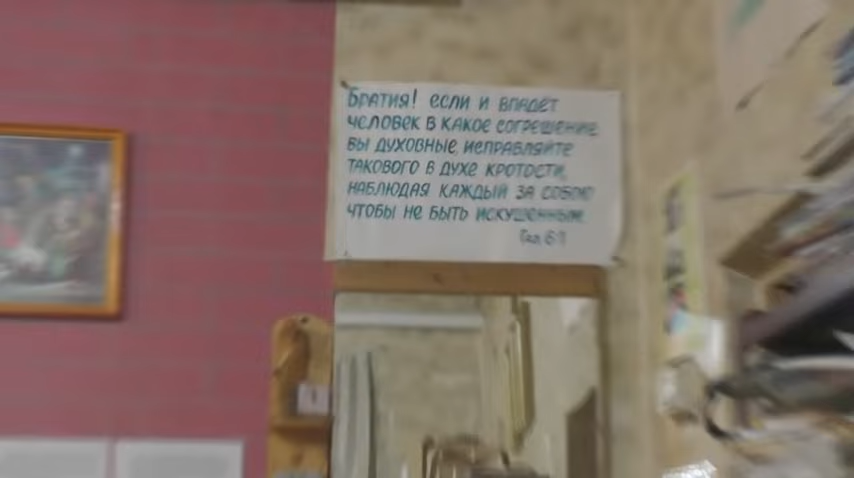 Братия! если и впадёт
человек в какое согрешение
вы духовные, исправляйте
такового в духе кротости,
наблюдая каждый за собою
чтобы не быть искушенным
Гал 6:1